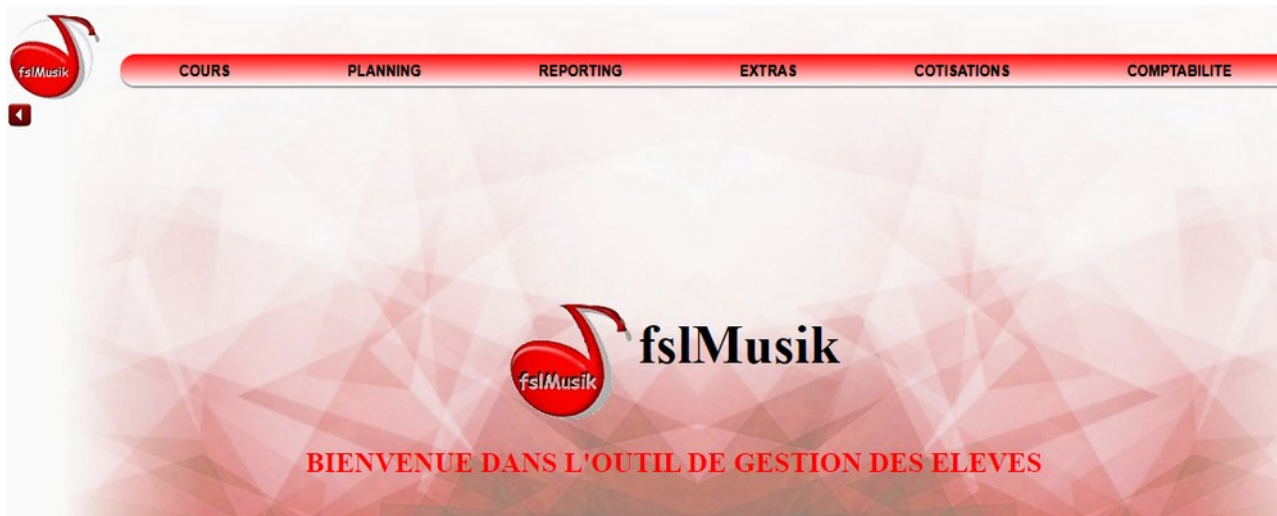 fslMusik
COURS PLANNING REPORTING EXTRAS COTISATIONS COMPTABILITE
fslMusik
fslMusik
BIENVENUE DANS L'OUTIL DE GESTION DES ELEVES